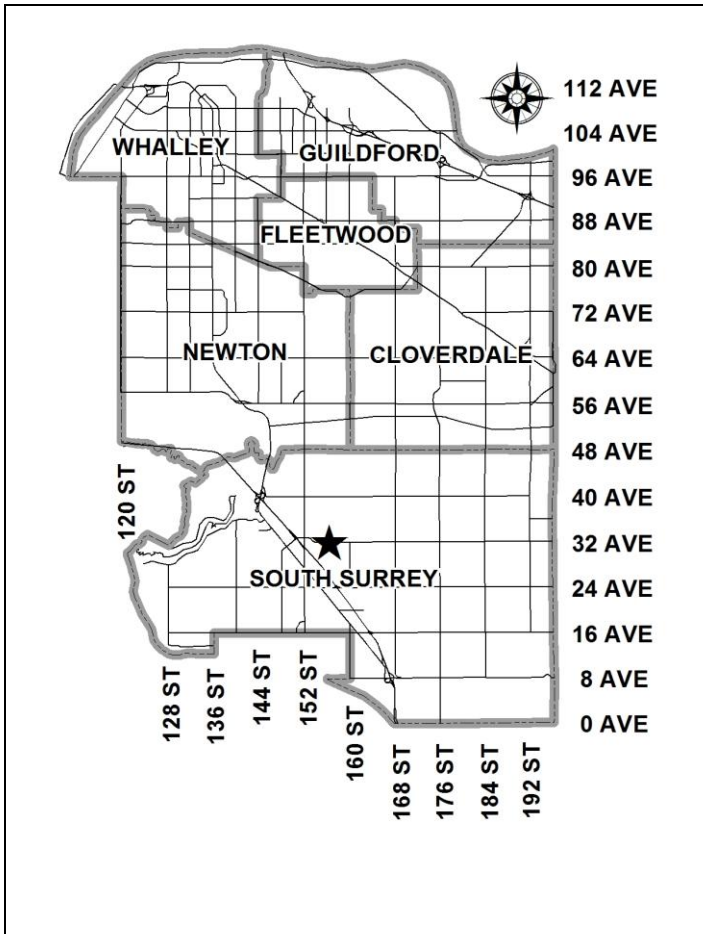 112 AVE
104 AVE
WHALLEY
GUILDFORD
96 AVE
88 AVE
FLEETWOOD
80 AVE
72 AVE
NEWTON
CLOVERDALE
64 AVE
56 AVE
48 AVE
120 ST
40 AVE
32 AVE
SOUTH SURREY
24 AVE
16 AVE
8 AVE
0 AVE
128 ST
136 ST
144 ST
152 ST
160 ST
168 ST
176 ST
184 ST
192 ST